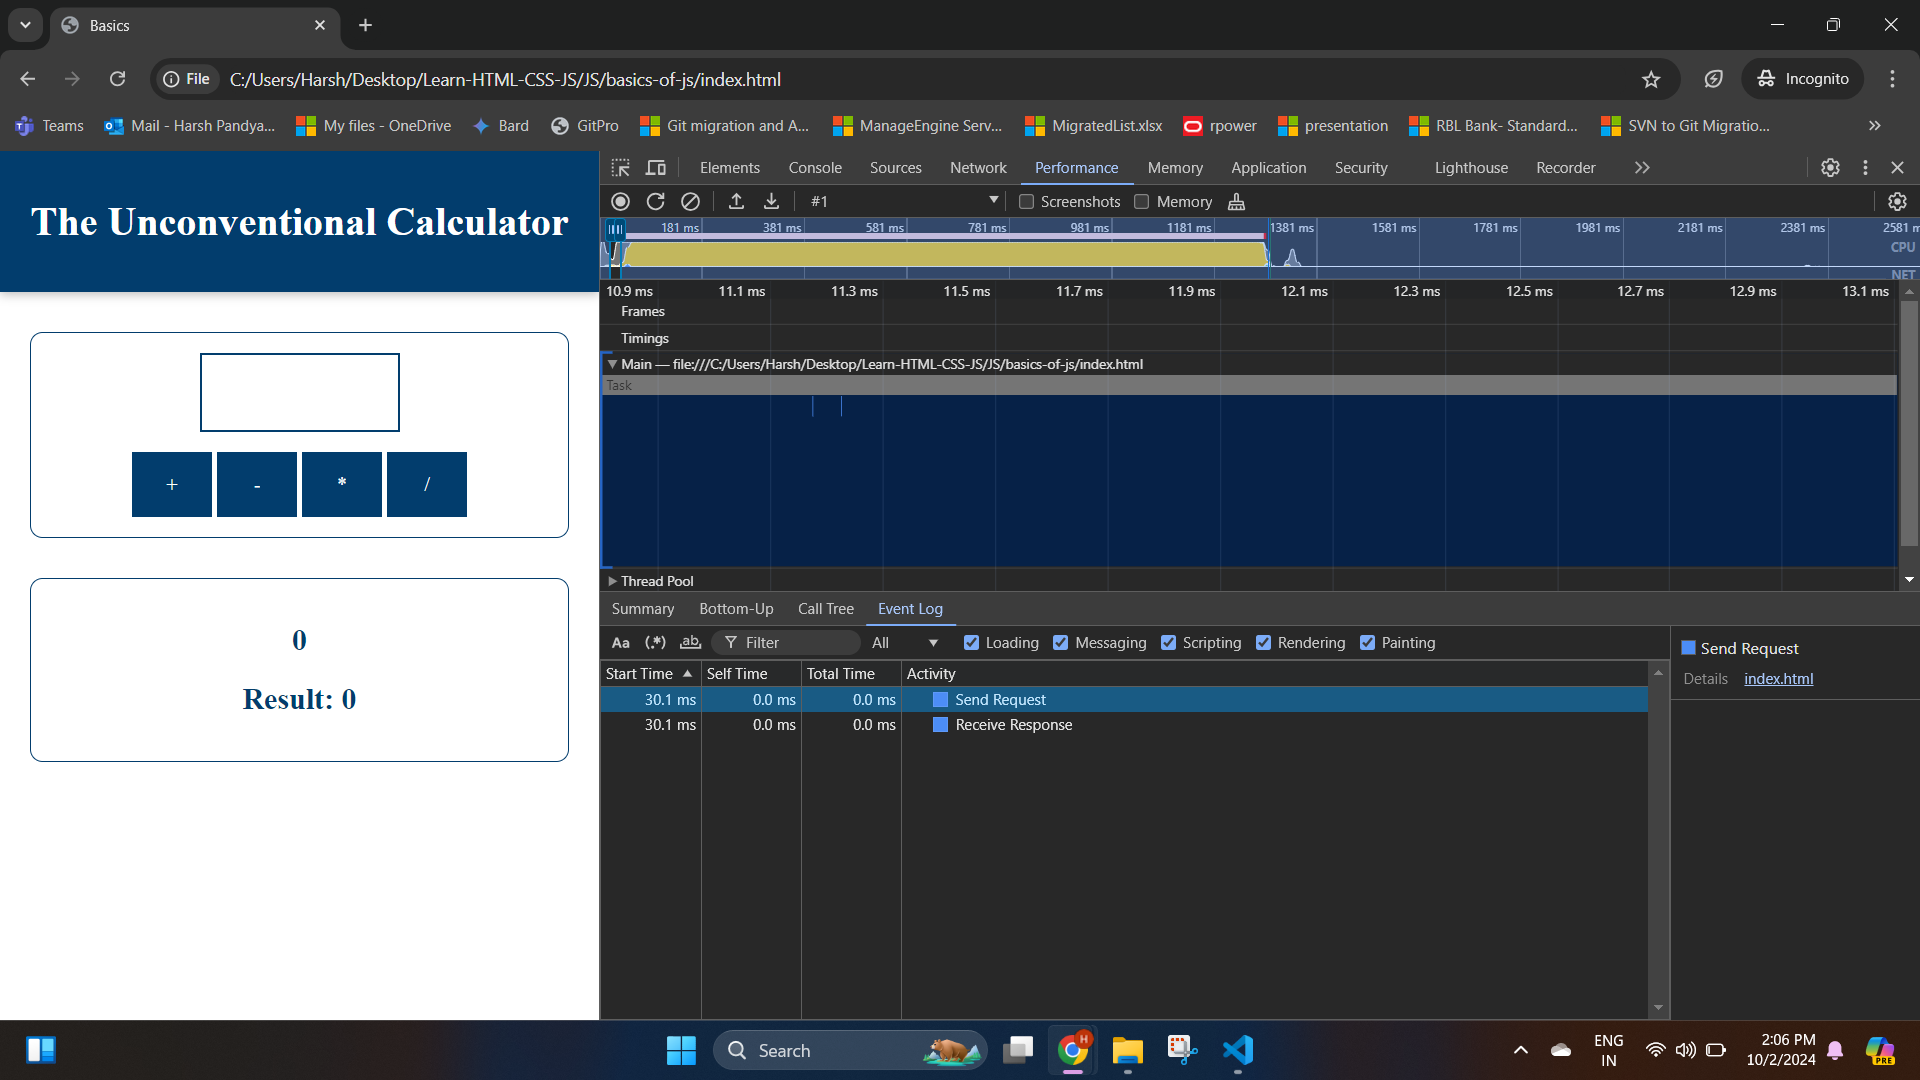 Basics
File C:/Users/Harsh/Desktop/Learn-HTML-CSS-JS/JS/basics-of-js/index.html Incognito
Teams Mail - Harsh Pandya... My files - OneDrive Bard GitPro Git migration and A... ManageEngine Serv... MigratedList.xlsx rpower presentation RBL Bank- Standard... SVN to Git Migratio... »
The Unconventional Calculator
+ - * /
0
Result: 0
Elements Console Sources Network Performance Memory Application Security Lighthouse Recorder »
#1 Screenshots Memory
181 ms 381 ms 581 ms 781 ms 981 ms 1181 ms 1381 ms 1581 ms 1781 ms 1981 ms 2181 ms 2381 ms 2581 m
CPU
NET
10.9 ms 11.1 ms 11.3 ms 11.5 ms 11.7 ms 11.9 ms 12.1 ms 12.3 ms 12.5 ms 12.7 ms 12.9 ms 13.1 ms
Frames
Timings
Main — file:///C:/Users/Harsh/Desktop/Learn-HTML-CSS-JS/JS/basics-of-js/index.html
Task
Thread Pool
Summary Bottom-Up Call Tree Event Log
Aa (.*) ab Filter All Loading Messaging Scripting Rendering Painting
Start Time Self Time Total Time Activity
30.1 ms 0.0 ms 0.0 ms Send Request
30.1 ms 0.0 ms 0.0 ms Receive Response
Send Request
Details index.html
Search
H
ENG
IN
2:06 PM
10/2/2024
PRE